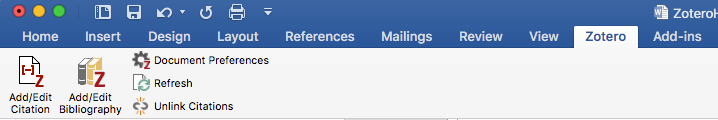 ZoteroH
Home Insert Design Layout References Mailings Review View Zotero Add-ins
Add/Edit Citation
Add/Edit Bibliography
Document Preferences
Refresh
Unlink Citations